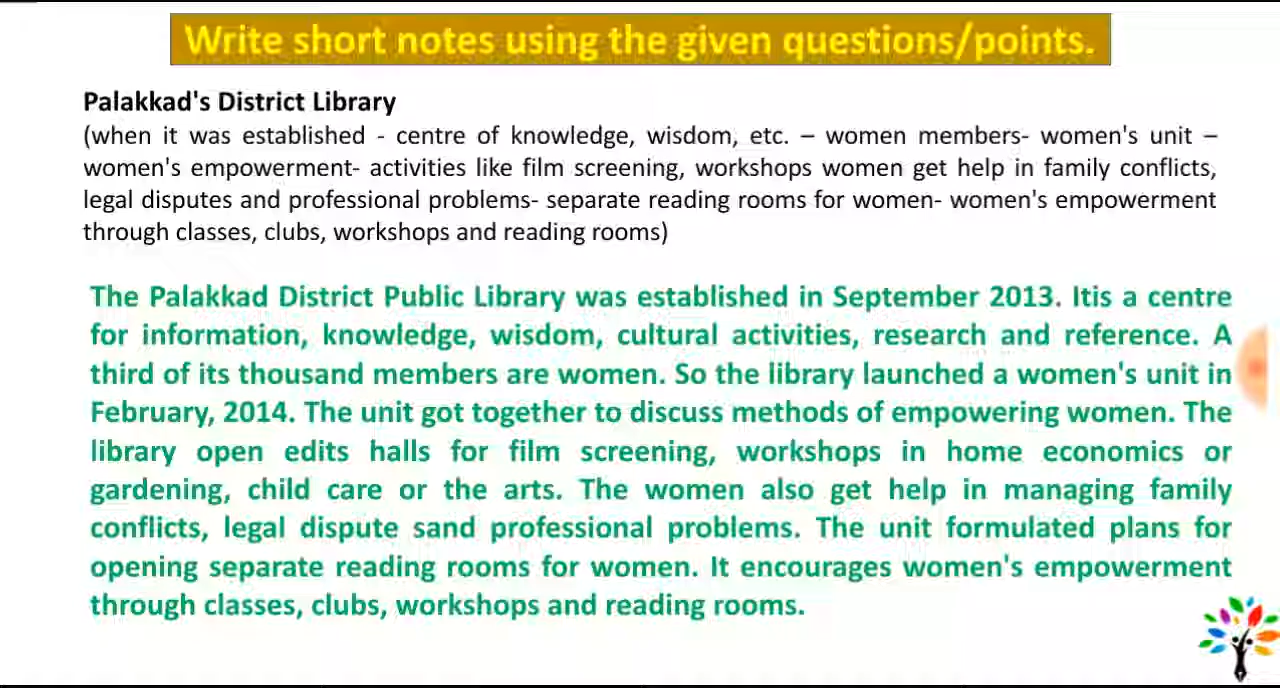 Write short notes using the given questions/points.
Palakkad's District Library
(when it was established - centre of knowledge, wisdom, etc. – women members- women's unit –
women's empowerment- activities like film screening, workshops women get help in family conflicts,
legal disputes and professional problems- separate reading rooms for women- women's empowerment
through classes, clubs, workshops and reading rooms)
The Palakkad District Public Library was established in September 2013. Itis a centre
for information, knowledge, wisdom, cultural activities, research and reference. A
third of its thousand members are women. So the library launched a women's unit in
February, 2014. The unit got together to discuss methods of empowering women. The
library open edits halls for film screening, workshops in home economics or
gardening, child care or the arts. The women also get help in managing family
conflicts, legal dispute sand professional problems. The unit formulated plans for
opening separate reading rooms for women. It encourages women's empowerment
through classes, clubs, workshops and reading rooms.